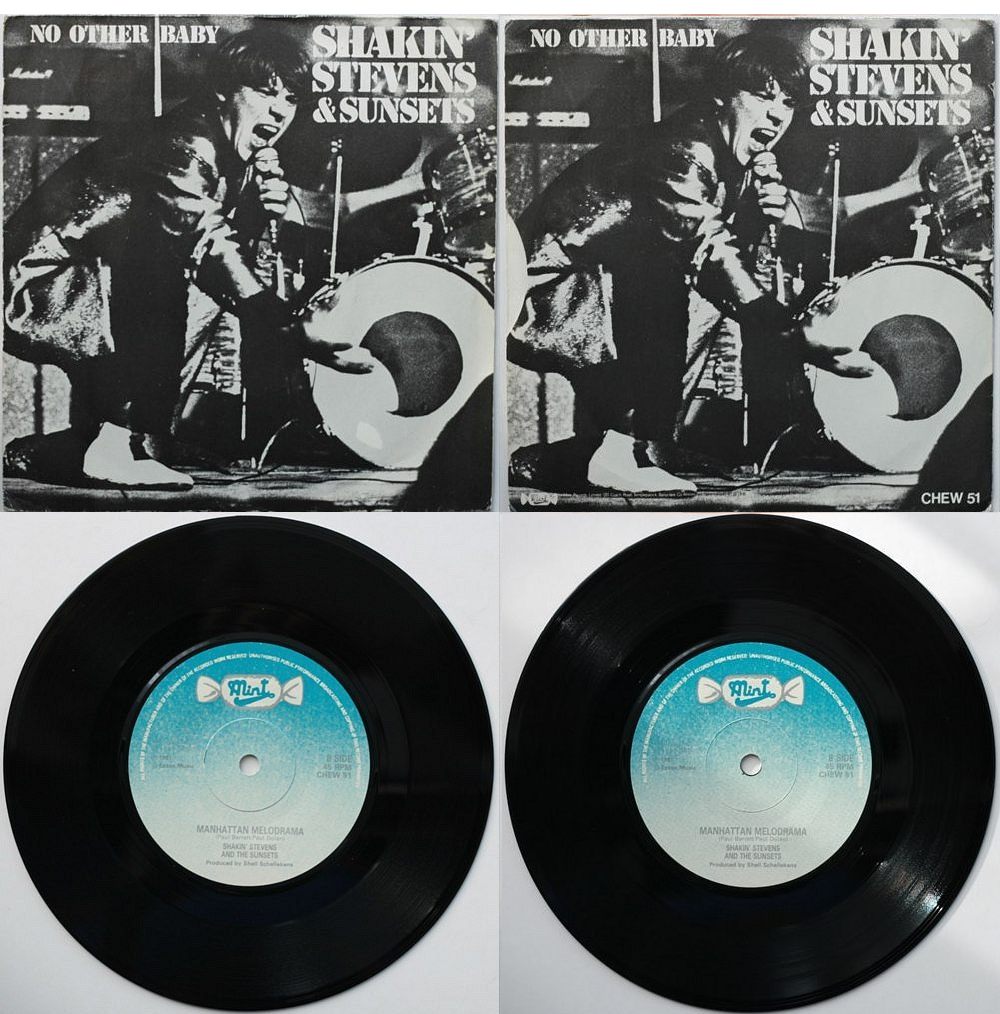 NO OTHER BABY
SHAKIN'
STEVENS
& SUNSETS
NO OTHER BABY
SHAKIN'
STEVENS
& SUNSETS
CHEW 51
Mint
B SIDE
45 RPM
CHEW 51
MANHATTAN MELODRAMA
SHAKIN' STEVENS
AND THE SUNSETS
Produced by Shell Schellekens
Mint
B SIDE
45 RPM
CHEW 51
MANHATTAN MELODRAMA
SHAKIN' STEVENS
AND THE SUNSETS
Produced by Shell Schellekens